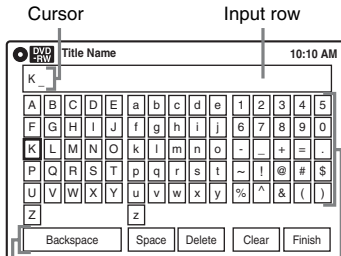 Cursor Input row
DVD -RW Title Name 10:10 AM
K_
A B C D E a b c d e 1 2 3 4 5
F G H I J f g h i j 6 7 8 9 0
K L M N O k l m n o - _ + = .
P Q R S T p q r s t ~ ! @ # $
U V W X Y u v w x y % ^ & ( )
Z z
Backspace Space Delete Clear Finish